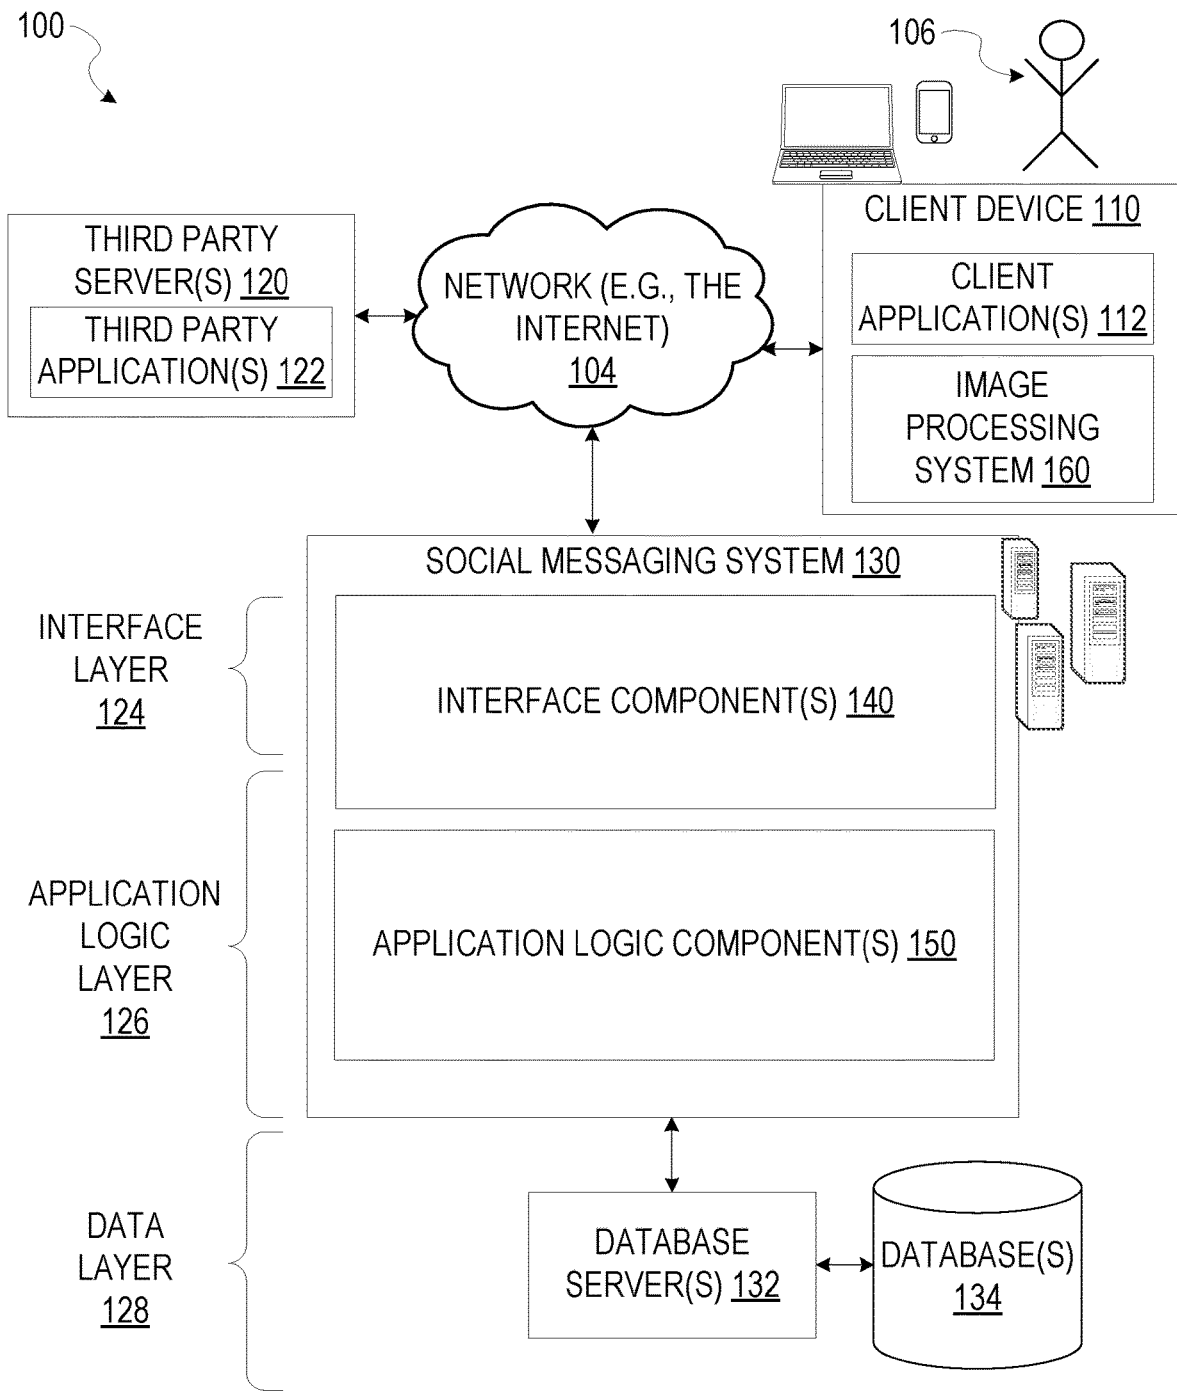 100
106
CLIENT DEVICE 110
CLIENT
APPLICATION(S) 112
IMAGE
PROCESSING
SYSTEM 160
THIRD PARTY
SERVER(S) 120
THIRD PARTY
APPLICATION(S) 122
NETWORK (E.G., THE
INTERNET)
104
SOCIAL MESSAGING SYSTEM 130
INTERFACE
LAYER
124
INTERFACE COMPONENT(S) 140
APPLICATION
LOGIC
LAYER
126
APPLICATION LOGIC COMPONENT(S) 150
DATA
LAYER
128
DATABASE
SERVER(S) 132
DATABASE(S)
134